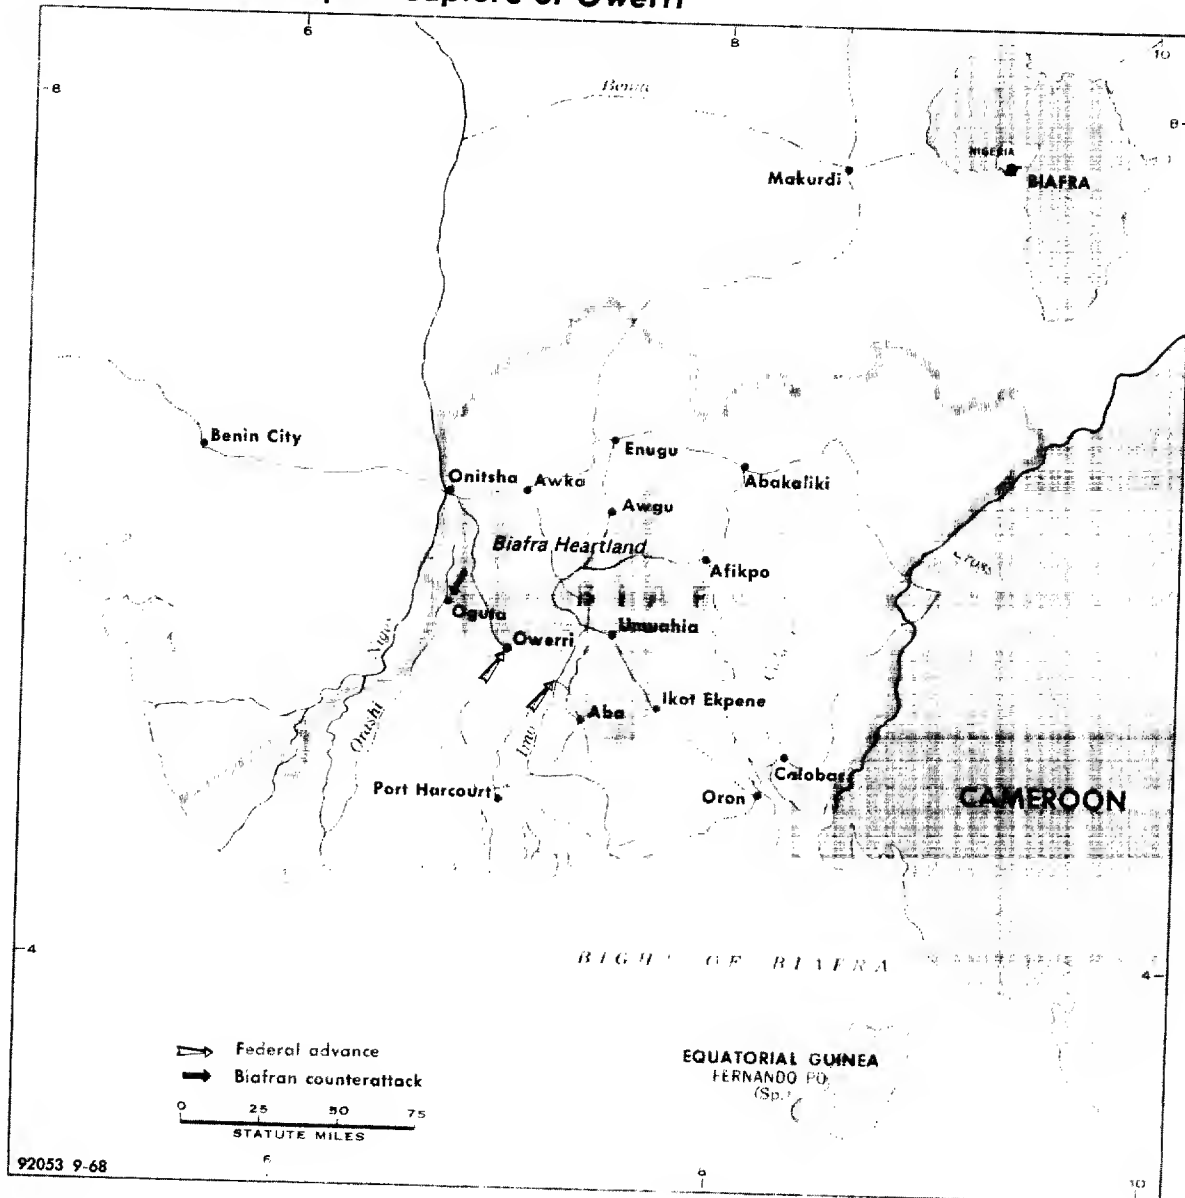 Capture of Owerri
6
8
10
8
8
Benue
NIGERIA
BIAFRA
Makurdi
Benin City
Enugu
Onitsha
Awka
Abakaliki
Awgu
Biafra Heartland
Cross
Afikpo
B I A F
Oguta
Umuahia
Owerri
Niger
Ikot Ekpene
Orashi
Imo
Aba
Calabar
Port Harcourt
Oron
CAMEROON
4
BIGHT OF BIAFRA
4
Federal advance
Biafran counterattack
EQUATORIAL GUINEA
FERNANDO PO
(Sp.)
0 25 50 75
STATUTE MILES
92053 9-68
6
8
10